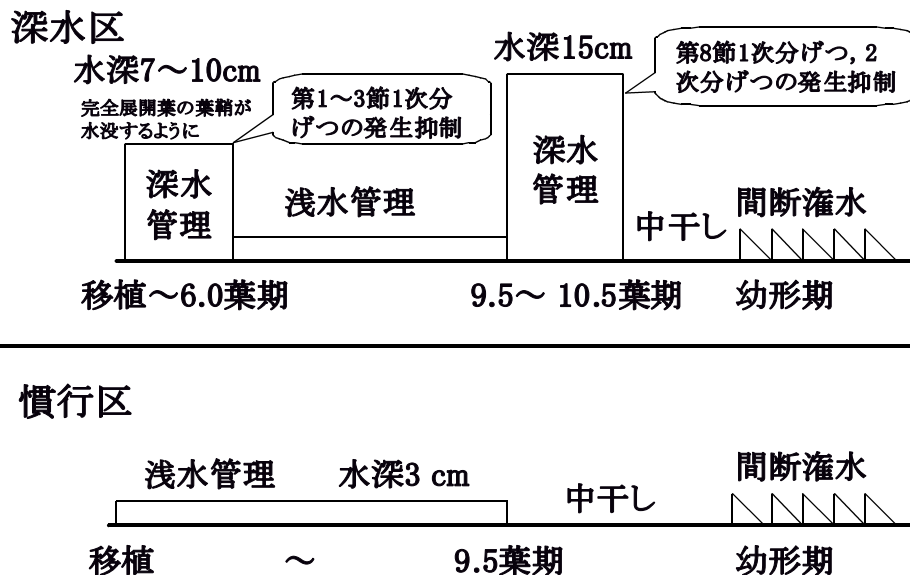 深水区
水深7～10cm
完全展開葉の葉鞘が
水没するように
第1～3節1次分
げつの発生抑制
水深15cm
第8節1次分げつ, 2
次分げつの発生抑制
深水
管理
浅水管理
深水
管理
中干し
間断潅水
移植～6.0葉期
9.5～ 10.5葉期
幼形期
慣行区
浅水管理
水深3 cm
中干し
間断潅水
移植
～
9.5葉期
幼形期